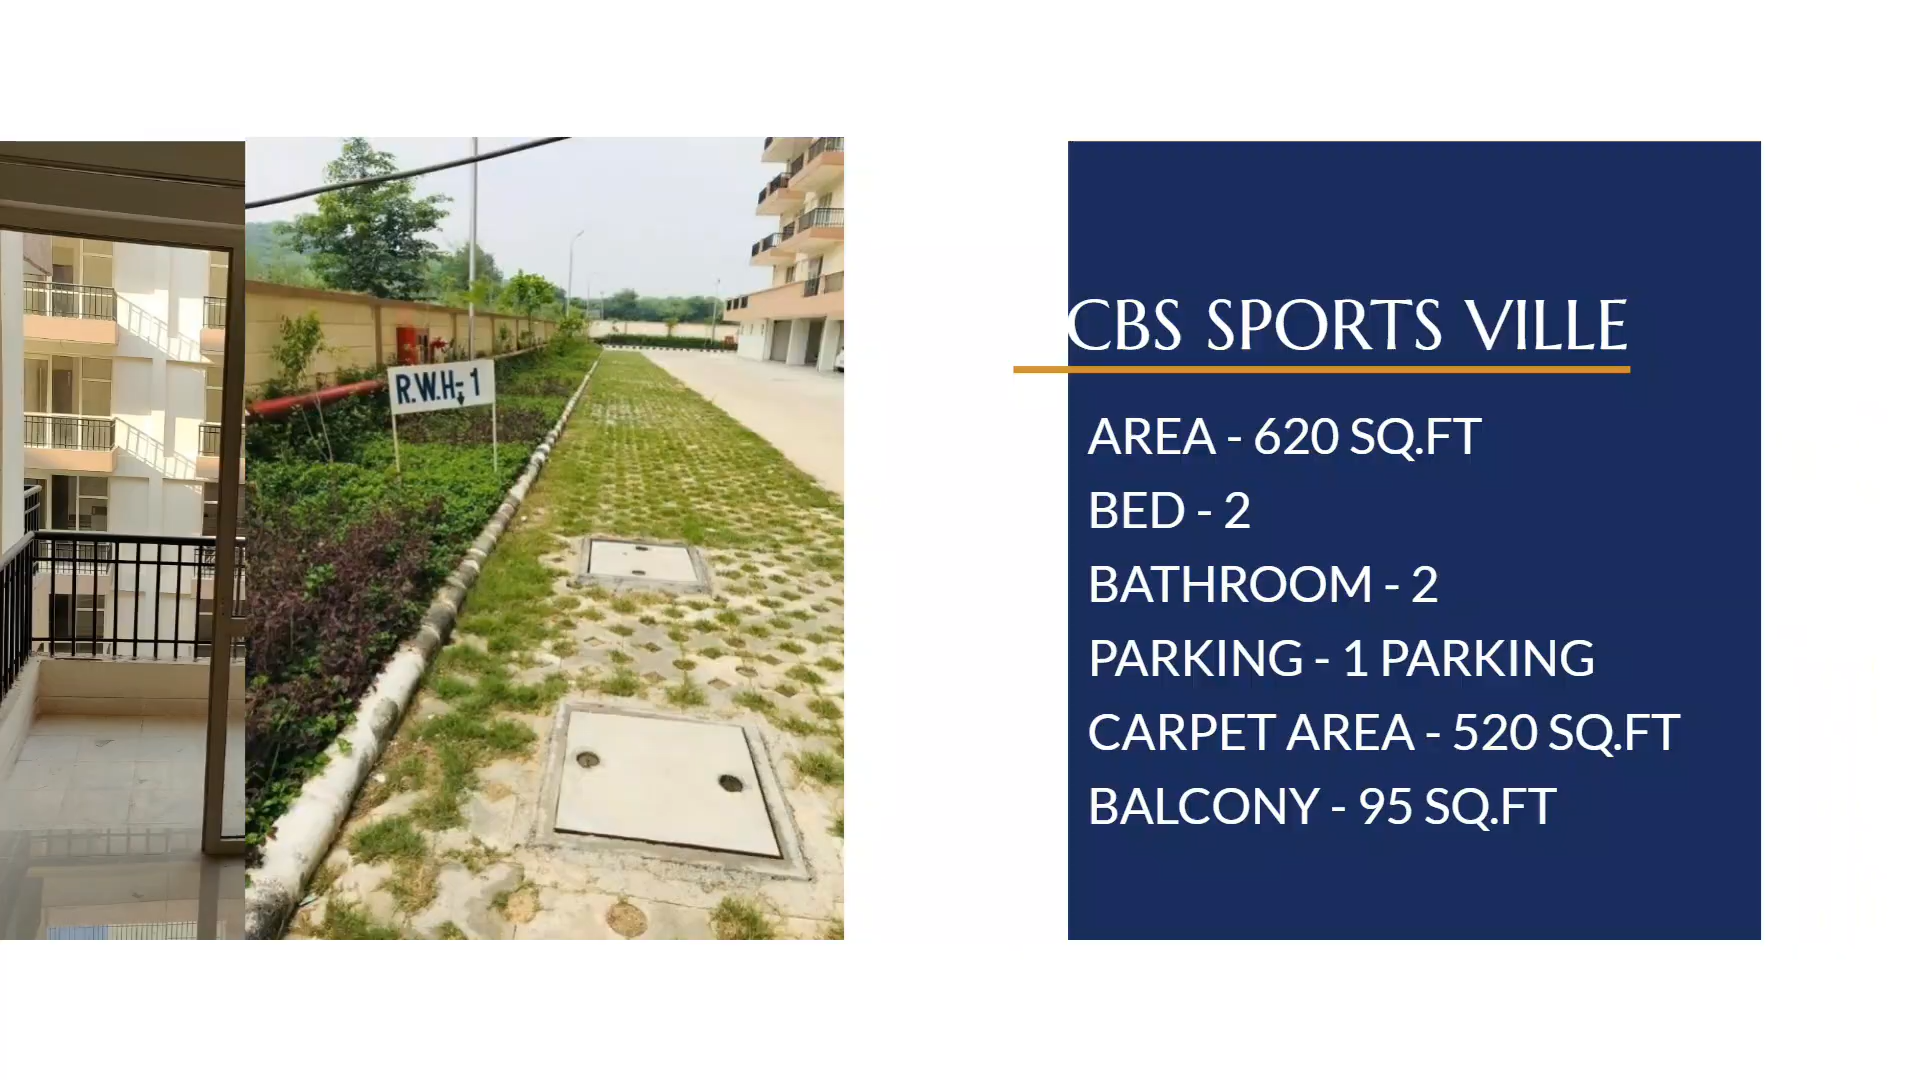 R.W.H-1
CBS SPORTS VILLE
AREA - 620 SQ.FT
BED - 2
BATHROOM - 2
PARKING - 1 PARKING
CARPET AREA - 520 SQ.FT
BALCONY - 95 SQ.FT